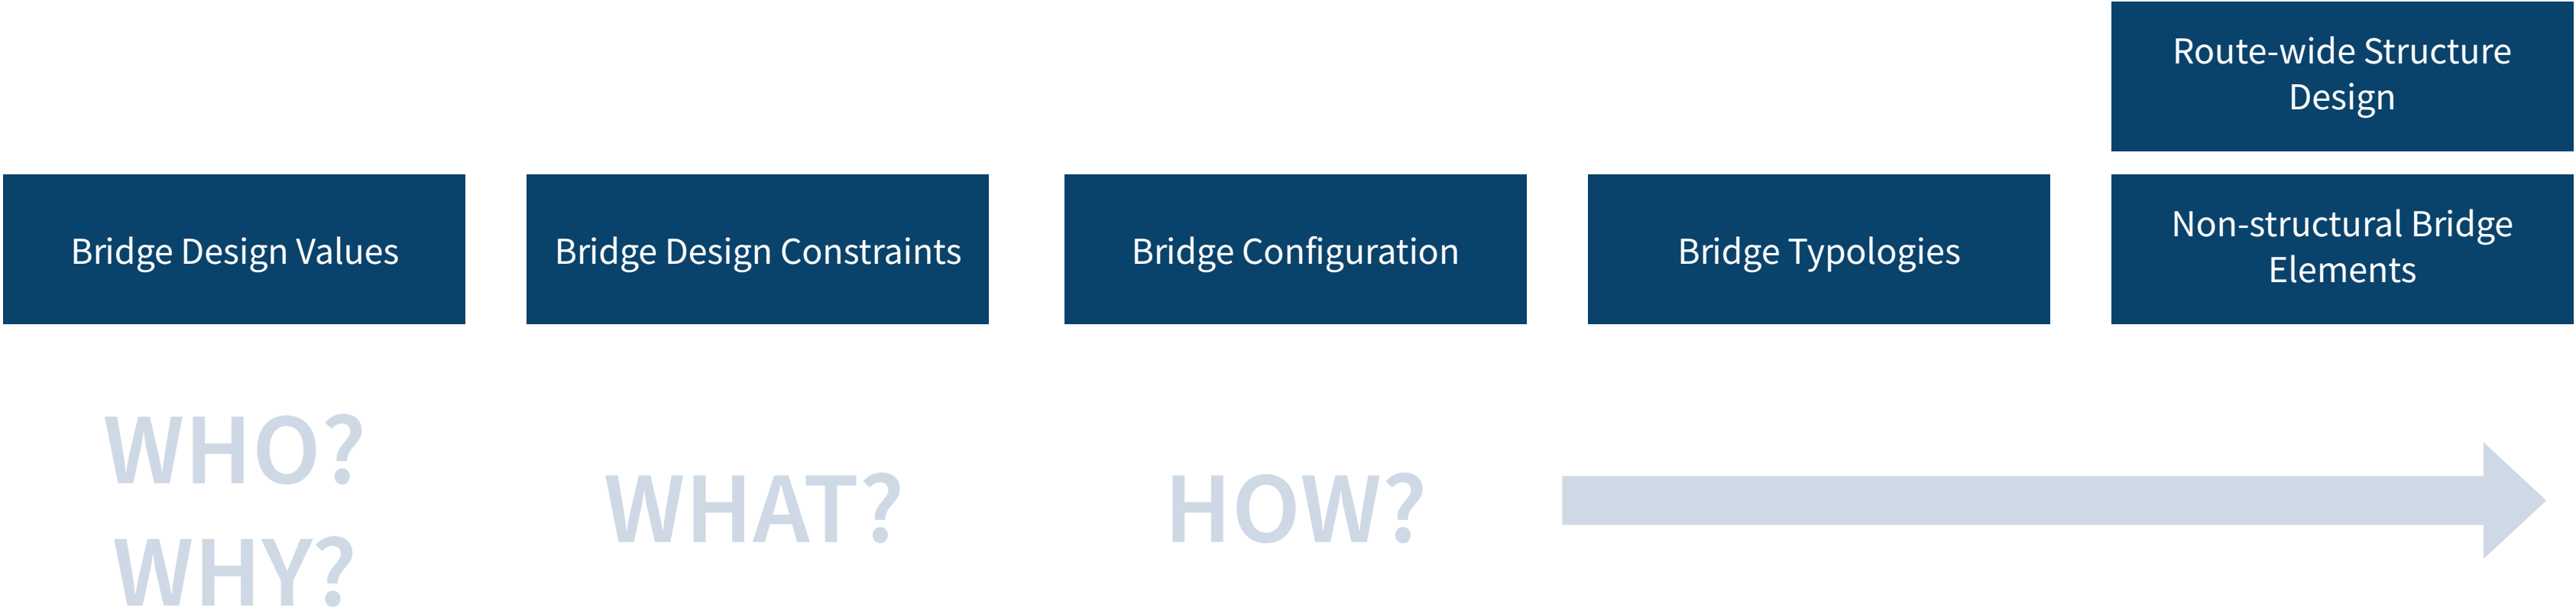 Route-wide Structure
Design
Bridge Design Values
Bridge Design Constraints
Bridge Configuration
Bridge Typologies
Non-structural Bridge
Elements
WHO?
WHY?
WHAT?
HOW?